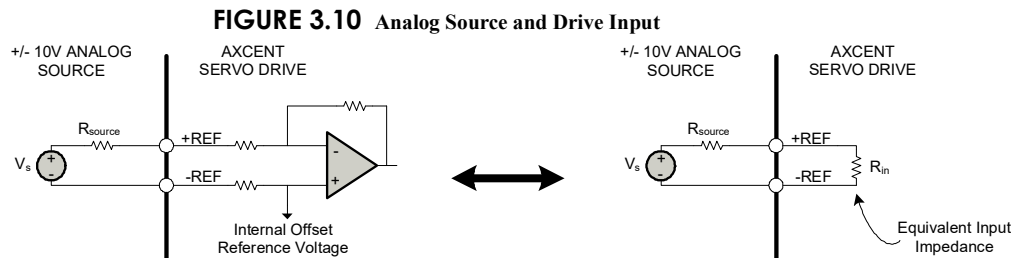 FIGURE 3.10 Analog Source and Drive Input
+/- 10V ANALOG
SOURCE
AXCENT
SERVO DRIVE
Rsource
+REF
-
Vs
+
-
-REF
+
Internal Offset
Reference Voltage
+/- 10V ANALOG
SOURCE
AXCENT
SERVO DRIVE
Rsource
+REF
Vs
+
-
-REF
Rin
Equivalent Input
Impedance